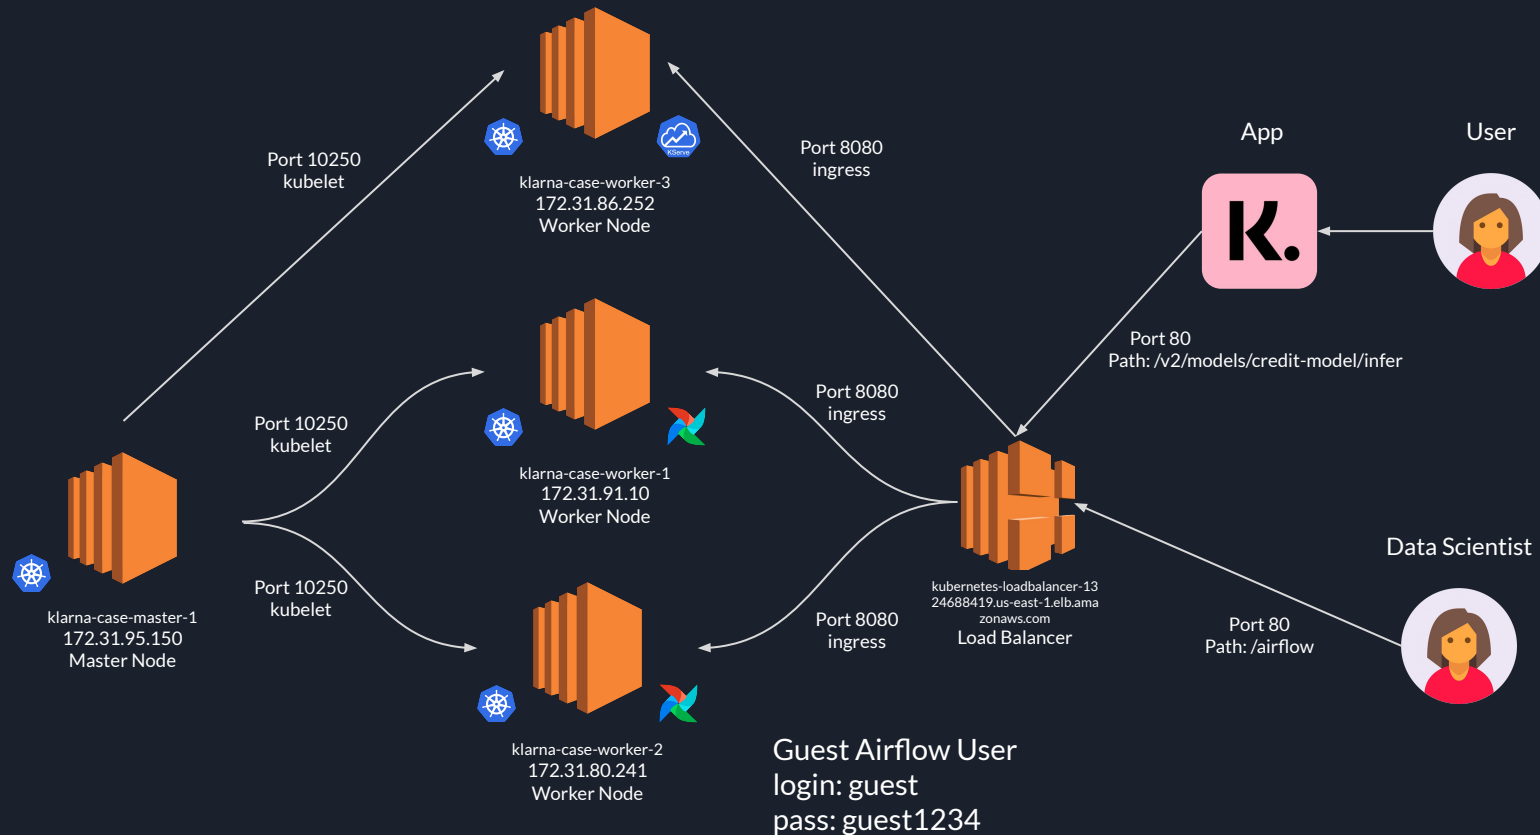 App
User
Port 10250
kubelet
Port 8080
ingress
KServe
klarna-case-worker-3
172.31.86.252
Worker Node
K.
Port 80
Path: /v2/models/credit-model/infer
Port 10250
kubelet
Port 8080
ingress
klarna-case-worker-1
172.31.91.10
Worker Node
Data Scientist
Port 10250
kubelet
kubernetes-loadbalancer-13
24688419.us-east-1.elb.ama
zonaws.com
Load Balancer
klarna-case-master-1
172.31.95.150
Master Node
Port 8080
ingress
Port 80
Path: /airflow
klarna-case-worker-2
172.31.80.241
Worker Node
Guest Airflow User
login: guest
pass: guest1234